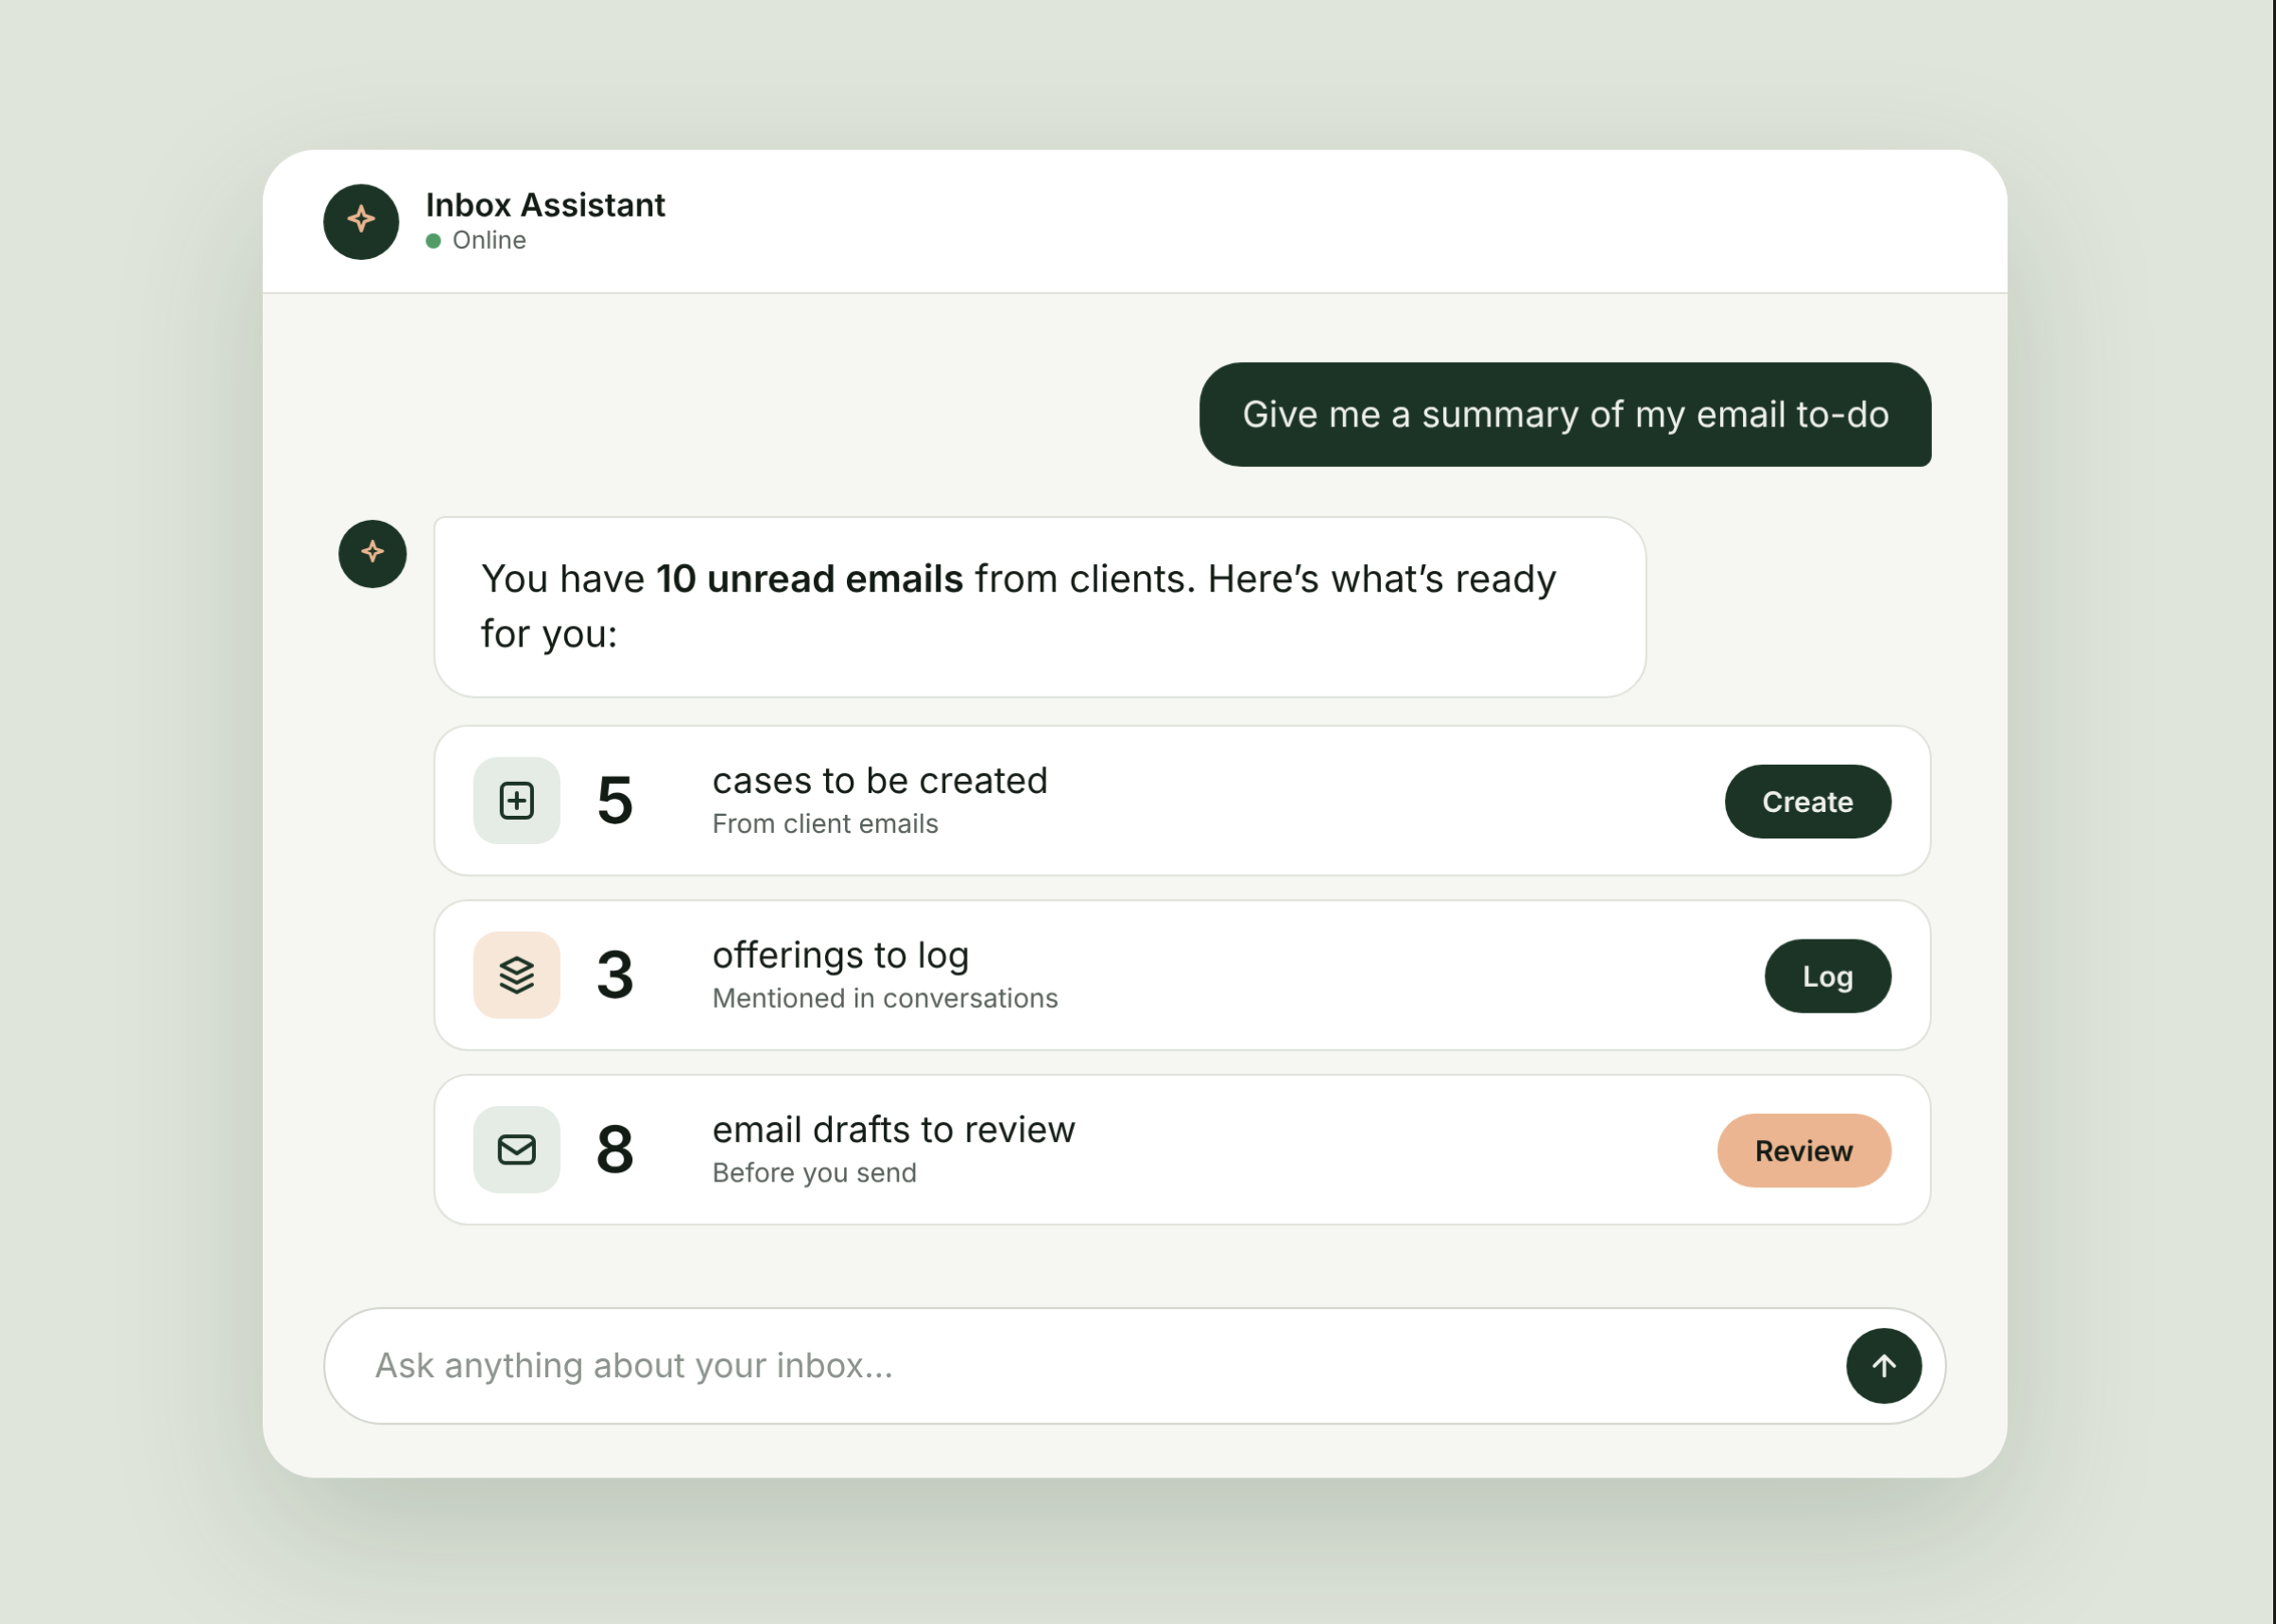 Inbox Assistant
Online
Give me a summary of my email to-do
You have 10 unread emails from clients. Here’s what’s ready
for you:
5
cases to be created
From client emails
Create
3
offerings to log
Mentioned in conversations
Log
8
email drafts to review
Before you send
Review
Ask anything about your inbox...